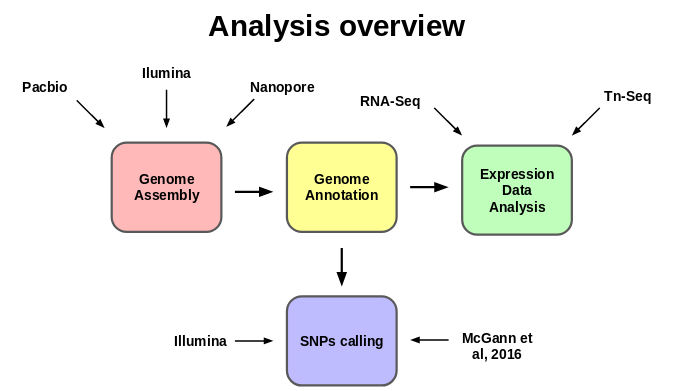 Analysis overview
Pacbio
Ilumina
Nanopore
RNA-Seq
Tn-Seq
Genome
Assembly
Genome
Annotation
Expression
Data
Analysis
Illumina
SNPs calling
McGann et
al, 2016